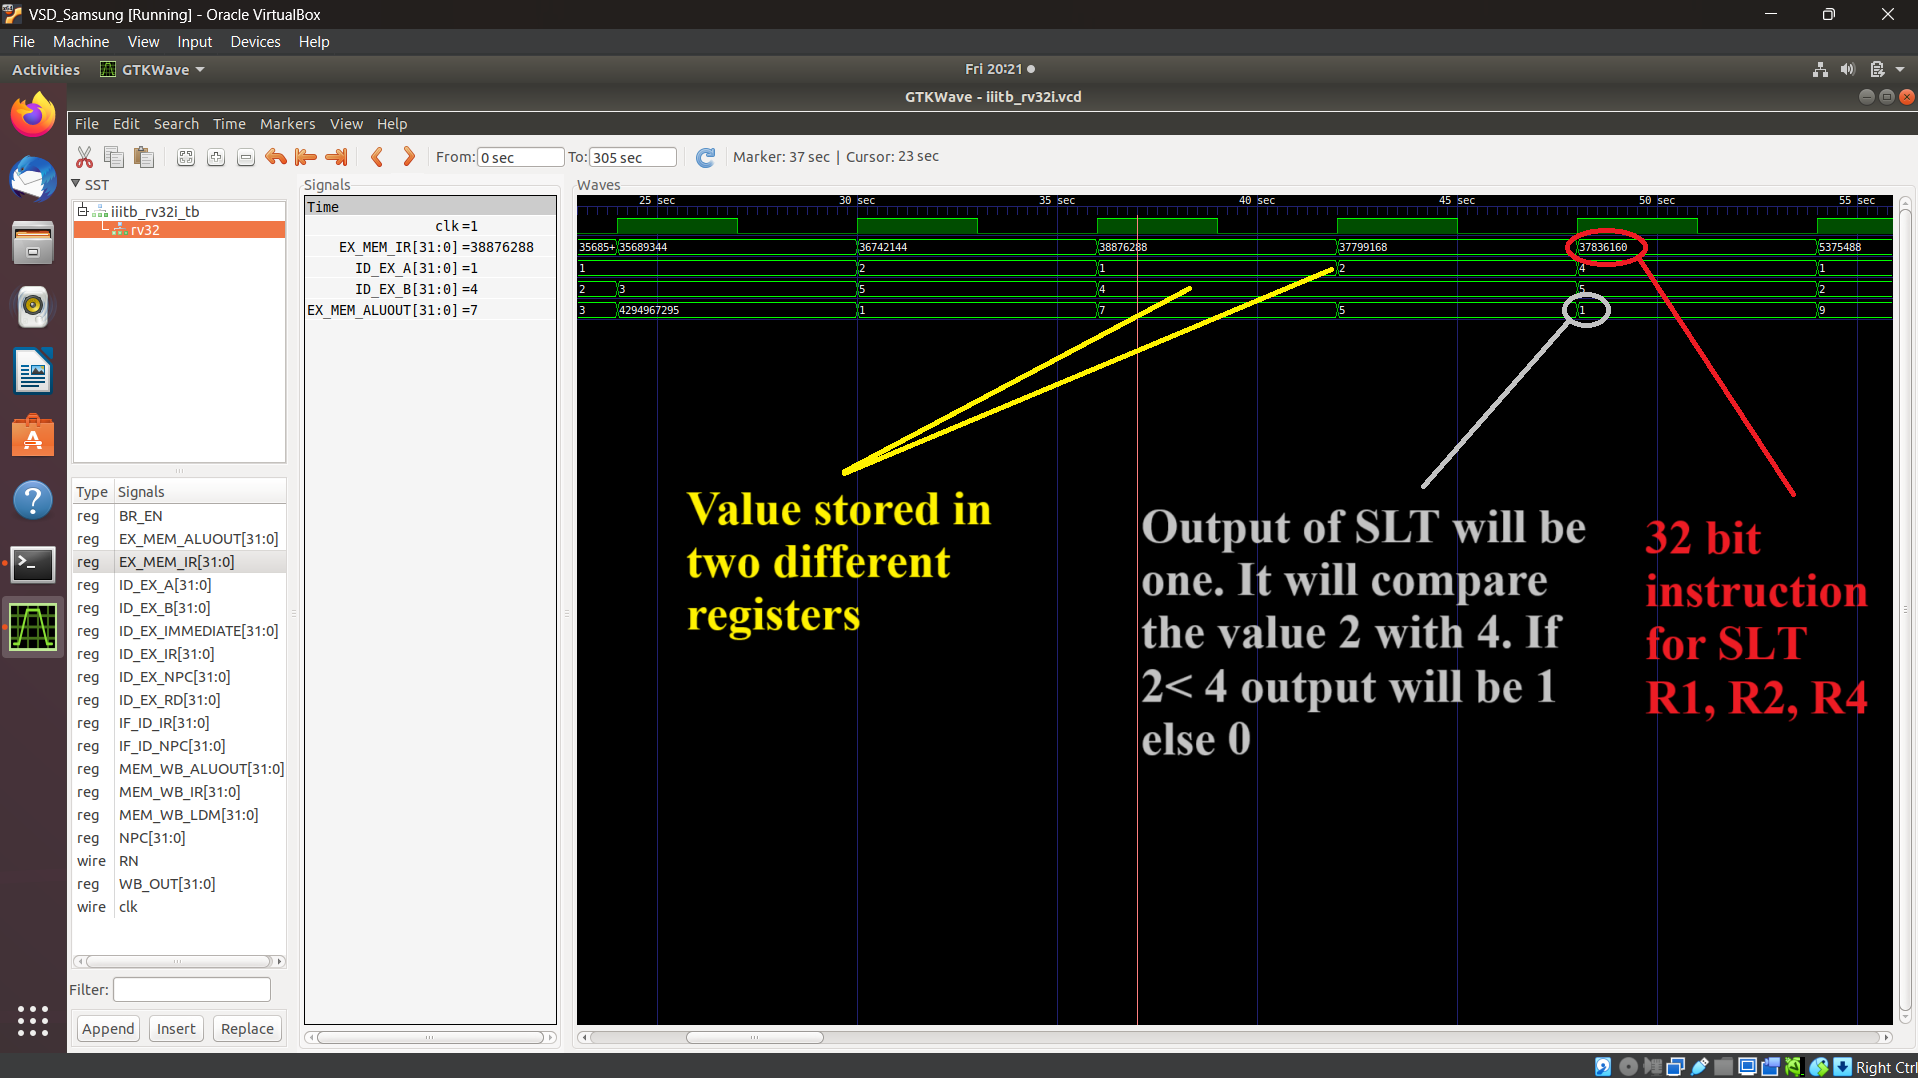 VSD_Samsung [Running] - Oracle VirtualBox
File Machine View Input Devices Help
Activities GTKWave Fri 20:21
GTKWave - iiitb_rv32i.vcd
File Edit Search Time Markers View Help
From: 0 sec To: 305 sec Marker: 37 sec | Cursor: 23 sec
SST
iiitb_rv32i_tb
rv32
Type Signals
reg BR_EN
reg EX_MEM_ALUOUT[31:0]
reg EX_MEM_IR[31:0]
reg ID_EX_A[31:0]
reg ID_EX_B[31:0]
reg ID_EX_IMMEDIATE[31:0]
reg ID_EX_IR[31:0]
reg ID_EX_NPC[31:0]
reg ID_EX_RD[31:0]
reg IF_ID_IR[31:0]
reg IF_ID_NPC[31:0]
reg MEM_WB_ALUOUT[31:0]
reg MEM_WB_IR[31:0]
reg MEM_WB_LDM[31:0]
reg NPC[31:0]
wire RN
reg WB_OUT[31:0]
wire clk
Filter:
Append Insert Replace
Signals
Time
clk=1
EX_MEM_IR[31:0]=38876288
ID_EX_A[31:0]=1
ID_EX_B[31:0]=4
EX_MEM_ALUOUT[31:0]=7
Waves
25 sec 30 sec 35 sec 40 sec 45 sec 50 sec 55 sec
35685+ 35689344 36742144 38876288 37799168 37836160 5375488
1 2 1 2 4 1
2 3 5 4 5 2
3 4294967295 1 7 5 1 9
Value stored in
two different
registers
Output of SLT will be
one. It will compare
the value 2 with 4. If
2< 4 output will be 1
else 0
32 bit
instruction
for SLT
R1, R2, R4
Right Ctrl